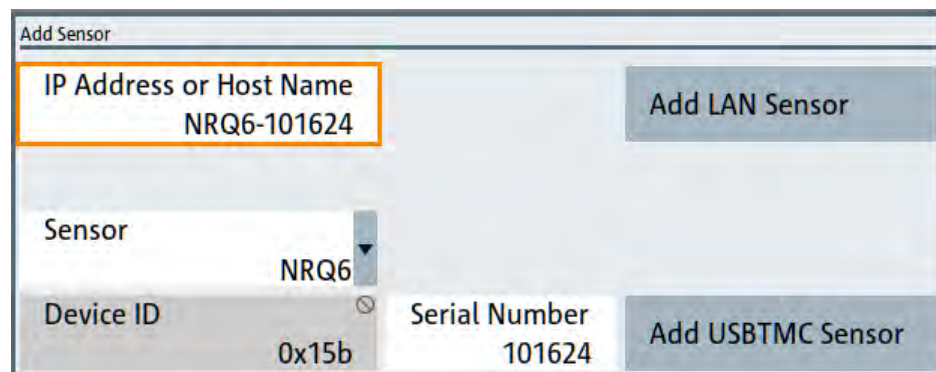 Add Sensor
IP Address or Host Name
NRQ6-101624
Add LAN Sensor
Sensor
NRQ6
Device ID
0x15b
Serial Number
101624
Add USBTMC Sensor